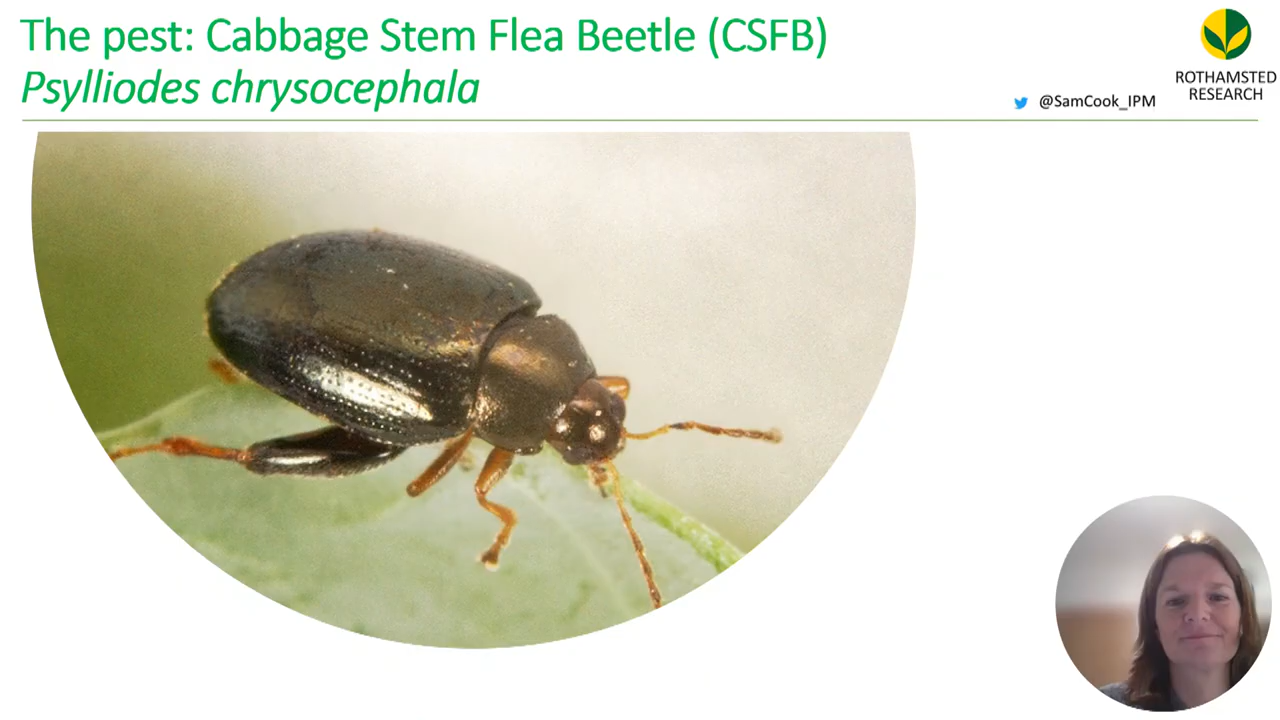 The pest: Cabbage Stem Flea Beetle (CSFB)
Psylliodes chrysocephala
@SamCook_IPM
ROTHAMSTED
RESEARCH